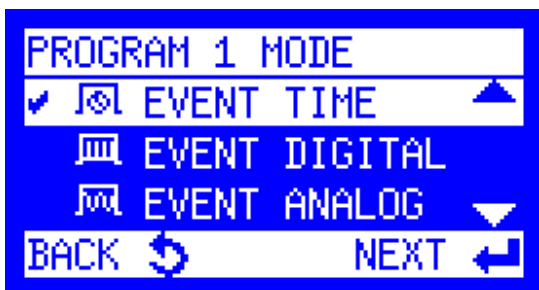 PROGRAM 1 MODE
EVENT TIME
EVENT DIGITAL
EVENT ANALOG
BACK NEXT